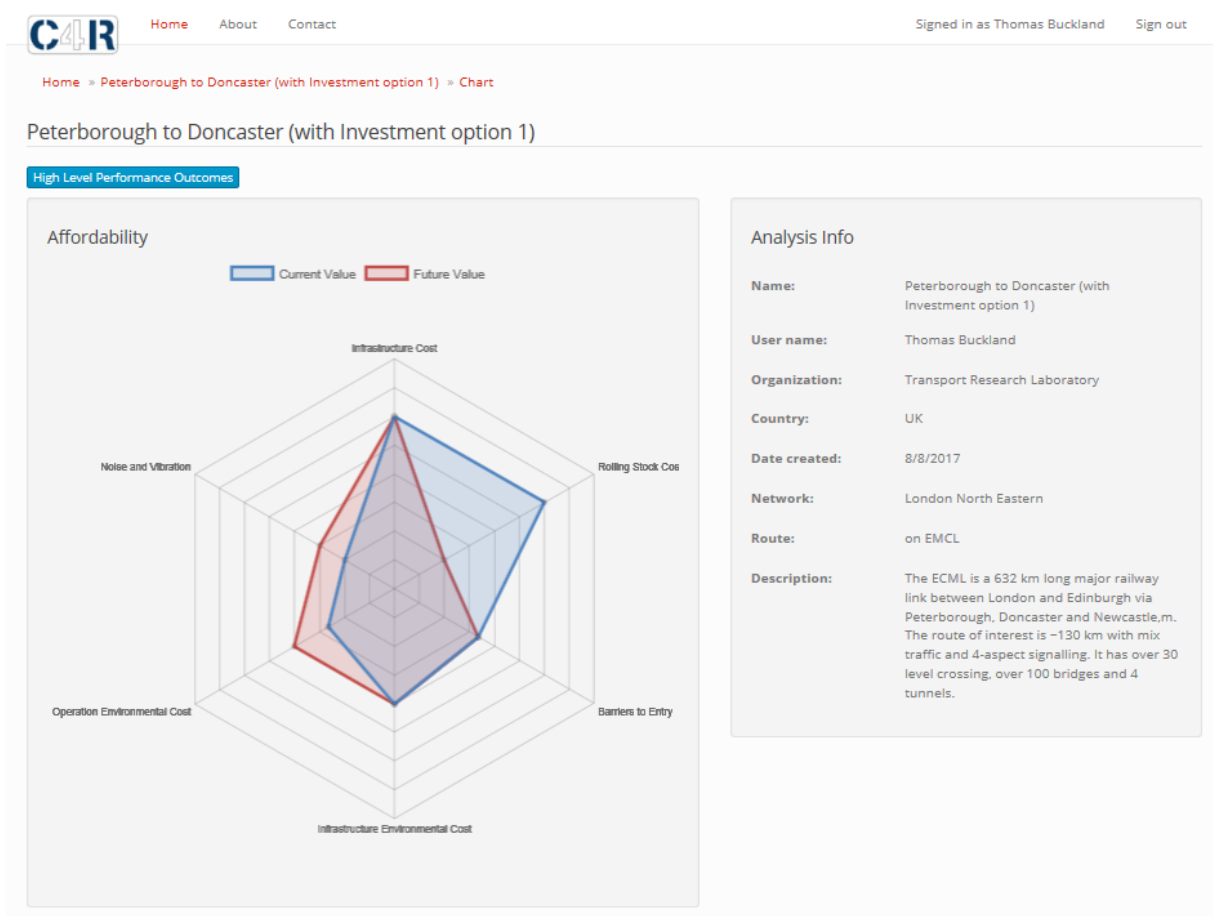 C4R Home About Contact Signed in as Thomas Buckland Sign out
Home » Peterborough to Doncaster (with Investment option 1) » Chart
Peterborough to Doncaster (with Investment option 1)
High Level Performance Outcomes
Affordability
Current Value Future Value
Infrastructure Cost
Noise and Vibration
Rolling Stock Cos
Operation Environmental Cost
Barriers to Entry
Infrastructure Environmental Cost
Analysis Info
Name: Peterborough to Doncaster (with
Investment option 1)
User name: Thomas Buckland
Organization: Transport Research Laboratory
Country: UK
Date created: 8/8/2017
Network: London North Eastern
Route: on EMCL
Description: The ECML is a 632 km long major railway
link between London and Edinburgh via
Peterborough, Doncaster and Newcastle,m.
The route of interest is ~130 km with mix
traffic and 4-aspect signalling. It has over 30
level crossing, over 100 bridges and 4
tunnels.